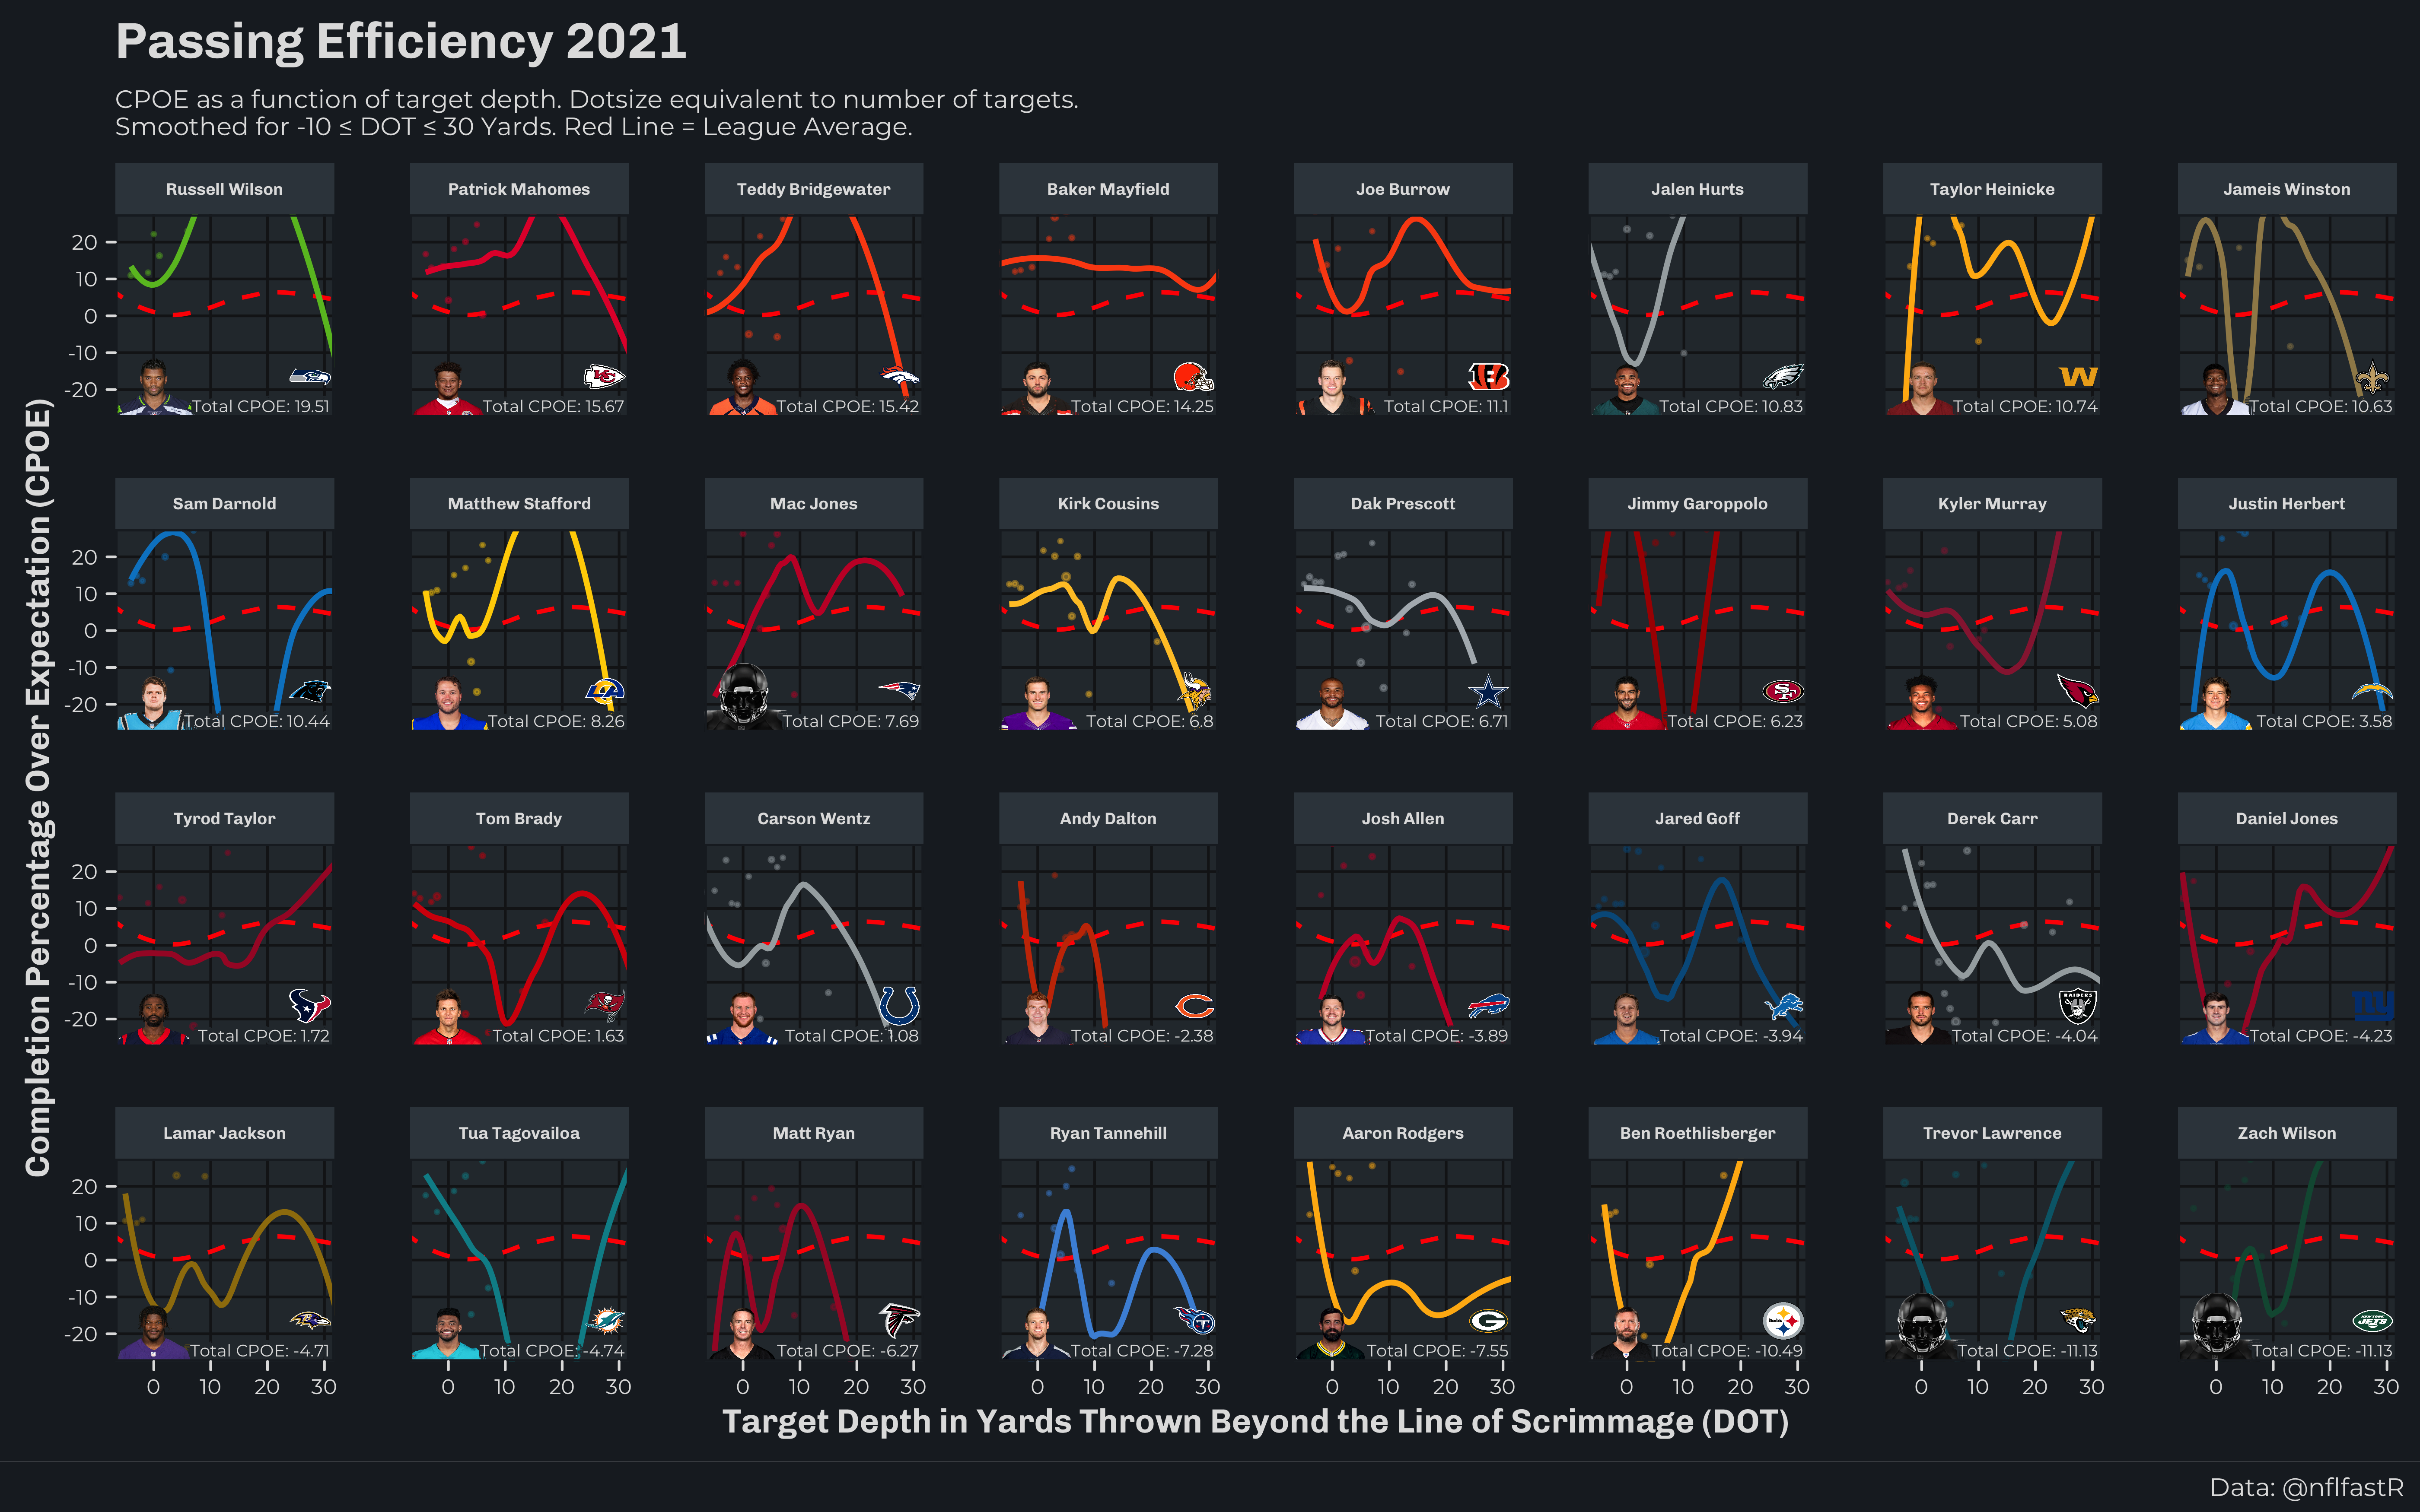 Passing Efficiency 2021
CPOE as a function of target depth. Dotsize equivalent to number of targets.
Smoothed for -10 ≤ DOT ≤ 30 Yards. Red Line = League Average.
Completion Percentage Over Expectation (CPOE)
Russell Wilson
Patrick Mahomes
Teddy Bridgewater
Baker Mayfield
Joe Burrow
Jalen Hurts
Taylor Heinicke
Jameis Winston
20
10
0
-10
-20
Total CPOE: 19.51
Total CPOE: 15.67
Total CPOE: 15.42
Total CPOE: 14.25
Total CPOE: 11.1
Total CPOE: 10.83
Total CPOE: 10.74
Total CPOE: 10.63
Sam Darnold
Matthew Stafford
Mac Jones
Kirk Cousins
Dak Prescott
Jimmy Garoppolo
Kyler Murray
Justin Herbert
20
10
0
-10
-20
Total CPOE: 10.44
Total CPOE: 8.26
Total CPOE: 7.69
Total CPOE: 6.8
Total CPOE: 6.71
Total CPOE: 6.23
Total CPOE: 5.08
Total CPOE: 3.58
Tyrod Taylor
Tom Brady
Carson Wentz
Andy Dalton
Josh Allen
Jared Goff
Derek Carr
Daniel Jones
20
10
0
-10
-20
RAIDERS
ny
Total CPOE: 1.72
Total CPOE: 1.63
Total CPOE: 1.08
Total CPOE: -2.38
Total CPOE: -3.89
Total CPOE: -3.94
Total CPOE: -4.04
Total CPOE: -4.23
Lamar Jackson
Tua Tagovailoa
Matt Ryan
Ryan Tannehill
Aaron Rodgers
Ben Roethlisberger
Trevor Lawrence
Zach Wilson
20
10
0
-10
-20
JETS
Total CPOE: -4.71
Total CPOE: -4.74
Total CPOE: -6.27
Total CPOE: -7.28
Total CPOE: -7.55
Total CPOE: -10.49
Total CPOE: -11.13
Total CPOE: -11.13
0 10 20 30
0 10 20 30
0 10 20 30
0 10 20 30
0 10 20 30
0 10 20 30
0 10 20 30
0 10 20 30
Target Depth in Yards Thrown Beyond the Line of Scrimmage (DOT)
Data: @nflfastR